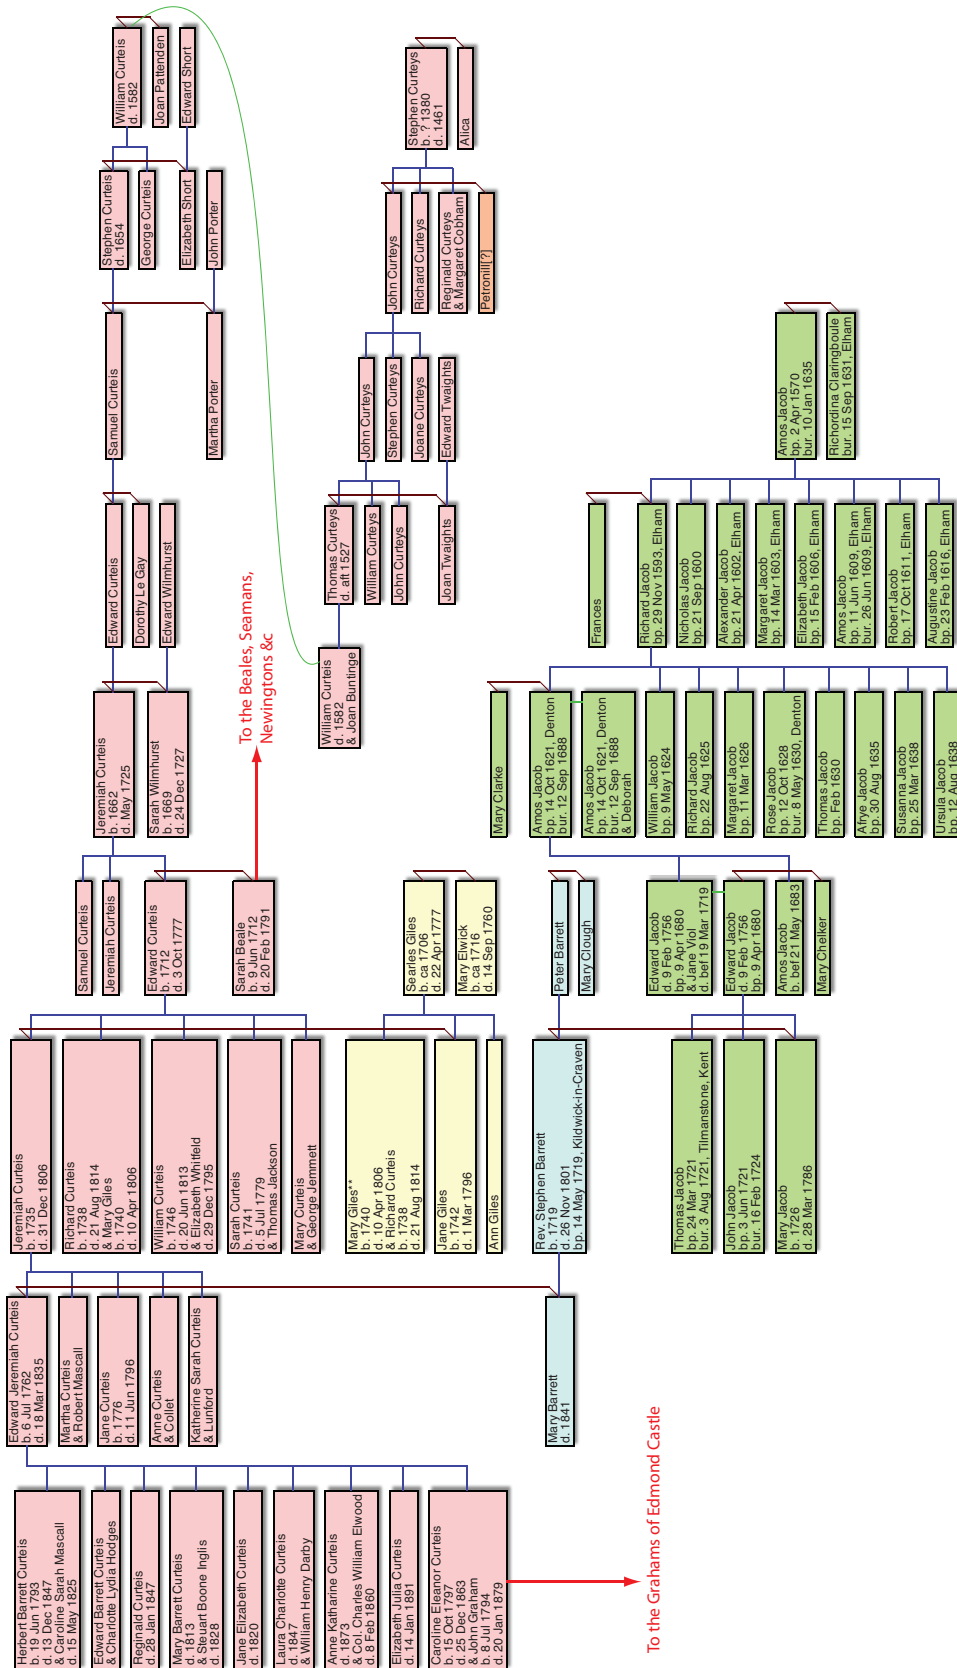 William Curteis
d. 1582
Joan Pattenden
Edward Short
Stephen Curteis
d. 1654
George Curteis
Elizabeth Short
John Porter
Samuel Curteis
Martha Porter
Edward Curteis
Dorothy Le Gay
Edward Wilmhurst
Jeremiah Curteis
b. 1662
d. May 1725
Sarah Wilmhurst
b. 1669
d. 24 Dec 1727
Samuel Curteis
Jeremiah Curteis
Edward Curteis
b. 1712
d. 3 Oct 1777
Sarah Beale
b. 9 Jun 1712
d. 20 Feb 1791
To the Beales, Seamans,
Newingtons &c
Stephen Curteys
b. ? 1380
d. 1461
Alica
John Curteys
Richard Curteys
Reginald Curteys
& Margaret Cobham
Petronill[?]
John Curteys
Stephen Curteys
Joane Curteys
Edward Twaights
Thomas Curteys
d. aft 1527
William Curteys
John Curteys
Joan Twaights
William Curteis
d. 1582
& Joan Buntinge
Jeremiah Curteis
b. 1735
d. 31 Dec 1806
Richard Curteis
b. 1738
d. 21 Aug 1814
& Mary Giles
b. 1740
d. 10 Apr 1806
William Curteis
b. 1746
d. 20 Jun 1813
& Elizabeth Whitfeld
d. 29 Dec 1795
Sarah Curteis
b. 1741
d. 5 Jul 1779
& Thomas Jackson
Mary Curteis
& George Jemmett
Searles Giles
b. ca 1706
d. 22 Apr 1777
Mary Elwick
b. ca 1716
d. 14 Sep 1760
Mary Giles**
b. 1740
d. 10 Apr 1806
& Richard Curteis
b. 1738
d. 21 Aug 1814
Jane Giles
b. 1742
d. 1 Mar 1796
Ann Giles
Peter Barrett
Mary Clough
Rev. Stephen Barrett
b. 1719
d. 26 Nov 1801
bp. 14 May 1719, Kildwick-in-Craven
Mary Barrett
d. 1841
Amos Jacob
bp. 2 Apr 1570
bur. 10 Jan 1635
Richordina Claringboule
bur. 15 Sep 1631, Elham
Frances
Richard Jacob
bp. 29 Nov 1593, Elham
Nicholas Jacob
bp. 21 Sep 1600
Alexander Jacob
bp. 21 Apr 1602, Elham
Margaret Jacob
bp. 14 Mar 1603, Elham
Elizabeth Jacob
bp. 15 Feb 1606, Elham
Amos Jacob
bp. 11 Jun 1609, Elham
bur. 26 Jun 1609, Elham
Robert Jacob
bp. 17 Oct 1611, Elham
Augustine Jacob
bp. 23 Feb 1616, Elham
Mary Clarke
Amos Jacob
bp. 14 Oct 1621, Denton
bur. 12 Sep 1688
Amos Jacob
bp. 14 Oct 1621, Denton
bur. 12 Sep 1688
& Deborah
William Jacob
bp. 9 May 1624
Richard Jacob
bp. 22 Aug 1625
Margaret Jacob
bp. 11 Mar 1626
Rose Jacob
bp. 12 Oct 1628
bur. 8 May 1630, Denton
Thomas Jacob
bp. Feb 1630
Afrye Jacob
bp. 30 Aug 1635
Susanna Jacob
bp. 25 Mar 1638
Ursula Jacob
bp. 12 Aug 1638
Edward Jacob
d. 9 Feb 1756
bp. 9 Apr 1680
& Jane Viol
d. bef 19 Mar 1719
Edward Jacob
d. 9 Feb 1756
bp. 9 Apr 1680
Amos Jacob
b. bef 21 May 1683
Mary Chelker
Thomas Jacob
bp. 24 Mar 1721
bur. 3 Aug 1721, Tilmanstone, Kent
John Jacob
bp. 3 Jun 1721
bur. 16 Feb 1724
Mary Jacob
b. 1726
d. 28 Mar 1786
Edward Jeremiah Curteis
b. 6 Jul 1762
d. 18 Mar 1835
Martha Curteis
& Robert Mascall
Jane Curteis
b. 1776
d. 11 Jun 1796
Anne Curteis
& Collet
Katherine Sarah Curteis
& Lunford
Herbert Barrett Curteis
b. 19 Jun 1793
d. 13 Dec 1847
& Caroline Sarah Mascall
d. 15 May 1825
Edward Barrett Curteis
& Charlotte Lydia Hodges
Reginald Curteis
d. 28 Jan 1847
Mary Barrett Curteis
d. 1813
& Steuart Boone Inglis
d. 1828
Jane Elizabeth Curteis
d. 1820
Laura Charlotte Curteis
d. 1847
& William Henry Darby
Anne Katharine Curteis
d. 1873
& Col. Charles William Elwood
d. 8 Feb 1860
Elizabeth Julia Curteis
d. 14 Jan 1891
Caroline Eleanor Curteis
b. 15 Oct 1797
d. 25 Dec 1863
& John Graham
b. 8 Jul 1794
d. 20 Jan 1879
To the Grahams of Edmond Castle